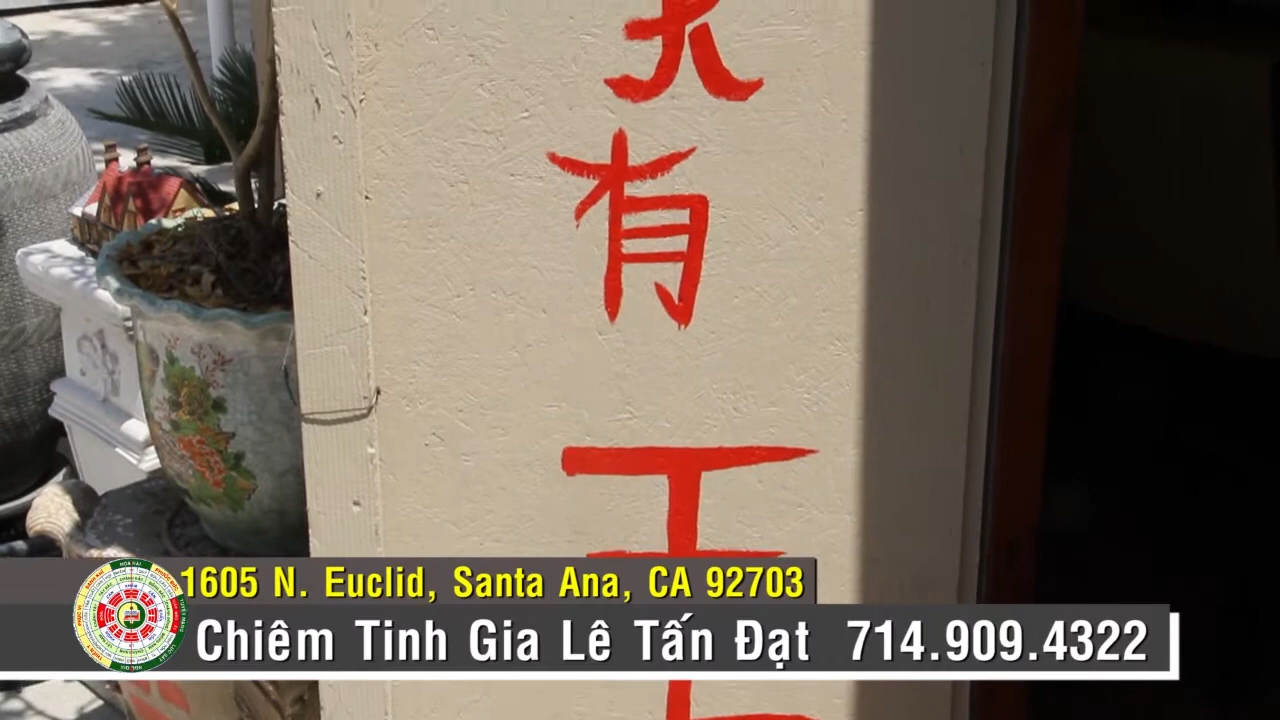 有
1605 N. Euclid, Santa Ana, CA 92703
Chiêm Tinh Gia Lê Tấn Đạt 714.909.4322